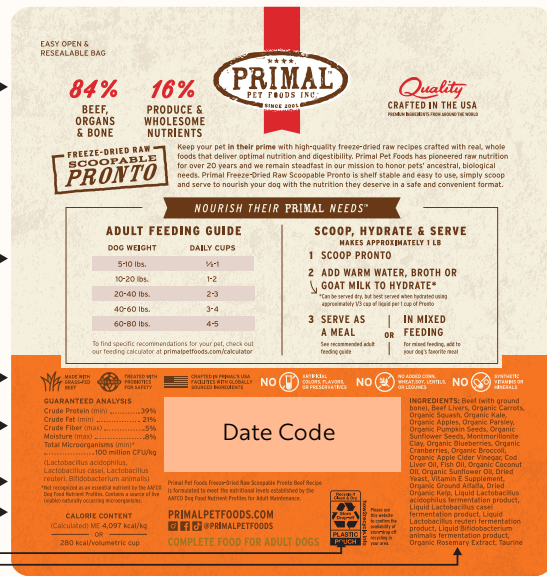 EASY OPEN &
RESEALABLE BAG
84%
BEEF,
ORGANS
& BONE
16%
PRODUCE &
WHOLESOME
NUTRIENTS
PRIMAL™
PET FOODS INC.
SINCE 2001
Quality
CRAFTED IN THE USA
PREMIUM INGREDIENTS FROM AROUND THE WORLD
FREEZE-DRIED RAW
SCOOPABLE
PRONTO
Keep your pet in their prime with high-quality freeze-dried raw recipes crafted with real, whole
foods that deliver optimal nutrition and digestibility. Primal Pet Foods has pioneered raw nutrition
for over 20 years and we remain steadfast in our mission to honor pets' ancestral, biological
needs. Primal Freeze-Dried Raw Scoopable Pronto is shelf stable and easy to use, simply scoop
and serve to nourish your dog with the nutrition they deserve in a safe and convenient format.
NOURISH THEIR PRIMAL NEEDS™
ADULT FEEDING GUIDE
DOG WEIGHT DAILY CUPS
5-10 lbs. ½-1
10-20 lbs. 1-2
20-40 lbs. 2-3
40-60 lbs. 3-4
60-80 lbs. 4-5
To find specific recommendations for your pet, check out
our feeding calculator at primalpetfoods.com/calculator
SCOOP, HYDRATE & SERVE
MAKES APPROXIMATELY 1 LB
1 SCOOP PRONTO
2 ADD WARM WATER, BROTH OR
GOAT MILK TO HYDRATE*
*Can be served dry, but best served when hydrated using
approximately 1/3 cup of liquid per 1 cup of Pronto
3 SERVE AS
A MEAL
See recommended adult
feeding guide
OR
IN MIXED
FEEDING
For mixed feeding, add to
your dog's favorite meal
MADE WITH
GRASS-FED
BEEF
TREATED WITH
PROBIOTICS
FOR SAFETY
CRAFTED IN PRIMAL'S USA
FACILITIES WITH GLOBALLY
SOURCED INGREDIENTS
NO
ARTIFICIAL
COLORS, FLAVORS,
OR PRESERVATIVES
NO
NO ADDED CORN,
WHEAT, SOY, LENTILS,
OR LEGUMES
NO
SYNTHETIC
VITAMINS OR
MINERALS
GUARANTEED ANALYSIS
Crude Protein (min) 39%
Crude Fat (min) 21%
Crude Fiber (max) 5%
Moisture (max) 8%
Total Microorganisms (min)*
100 million CFU/kg
(Lactobacillus acidophilus,
Lactobacillus casei, Lactobacillus
reuteri, Bifidobacterium animalis)
*Not recognized as an essential nutrient by the AAFCO
Dog Food Nutrient Profiles. Contains a source of live
(viable) naturally occurring microorganisms.
CALORIE CONTENT
(Calculated) ME 4,097 kcal/kg
OR
280 kcal/volumetric cup
Date Code
Primal Pet Foods Freeze-Dried Raw Scoopable Pronto Beef Recipe
is formulated to meet the nutritional levels established by the
AAFCO Dog Food Nutrient Profiles for Adult Maintenance.
PRIMALPETFOODS.COM
@PRIMALPETFOODS
COMPLETE FOOD FOR ADULT DOGS
Store
Drop-off
PLASTIC
POUCH
Please use
this website
to confirm the
availability of
store drop-off
recycling in
your area.
INGREDIENTS: Beef (with ground
bone), Beef Livers, Organic Carrots,
Organic Squash, Organic Kale,
Organic Apples, Organic Parsley,
Organic Pumpkin Seeds, Organic
Sunflower Seeds, Montmorillonite
Clay, Organic Blueberries, Organic
Cranberries, Organic Broccoli,
Organic Apple Cider Vinegar, Cod
Liver Oil, Fish Oil, Organic Coconut
Oil, Organic Sunflower Oil, Dried
Yeast, Vitamin E Supplement,
Organic Ground Alfalfa, Dried
Organic Kelp, Liquid Lactobacillus
acidophilus fermentation product,
Liquid Lactobacillus casei
fermentation product, Liquid
Lactobacillus reuteri fermentation
product, Liquid Bifidobacterium
animalis fermentation product,
Organic Rosemary Extract, Taurine